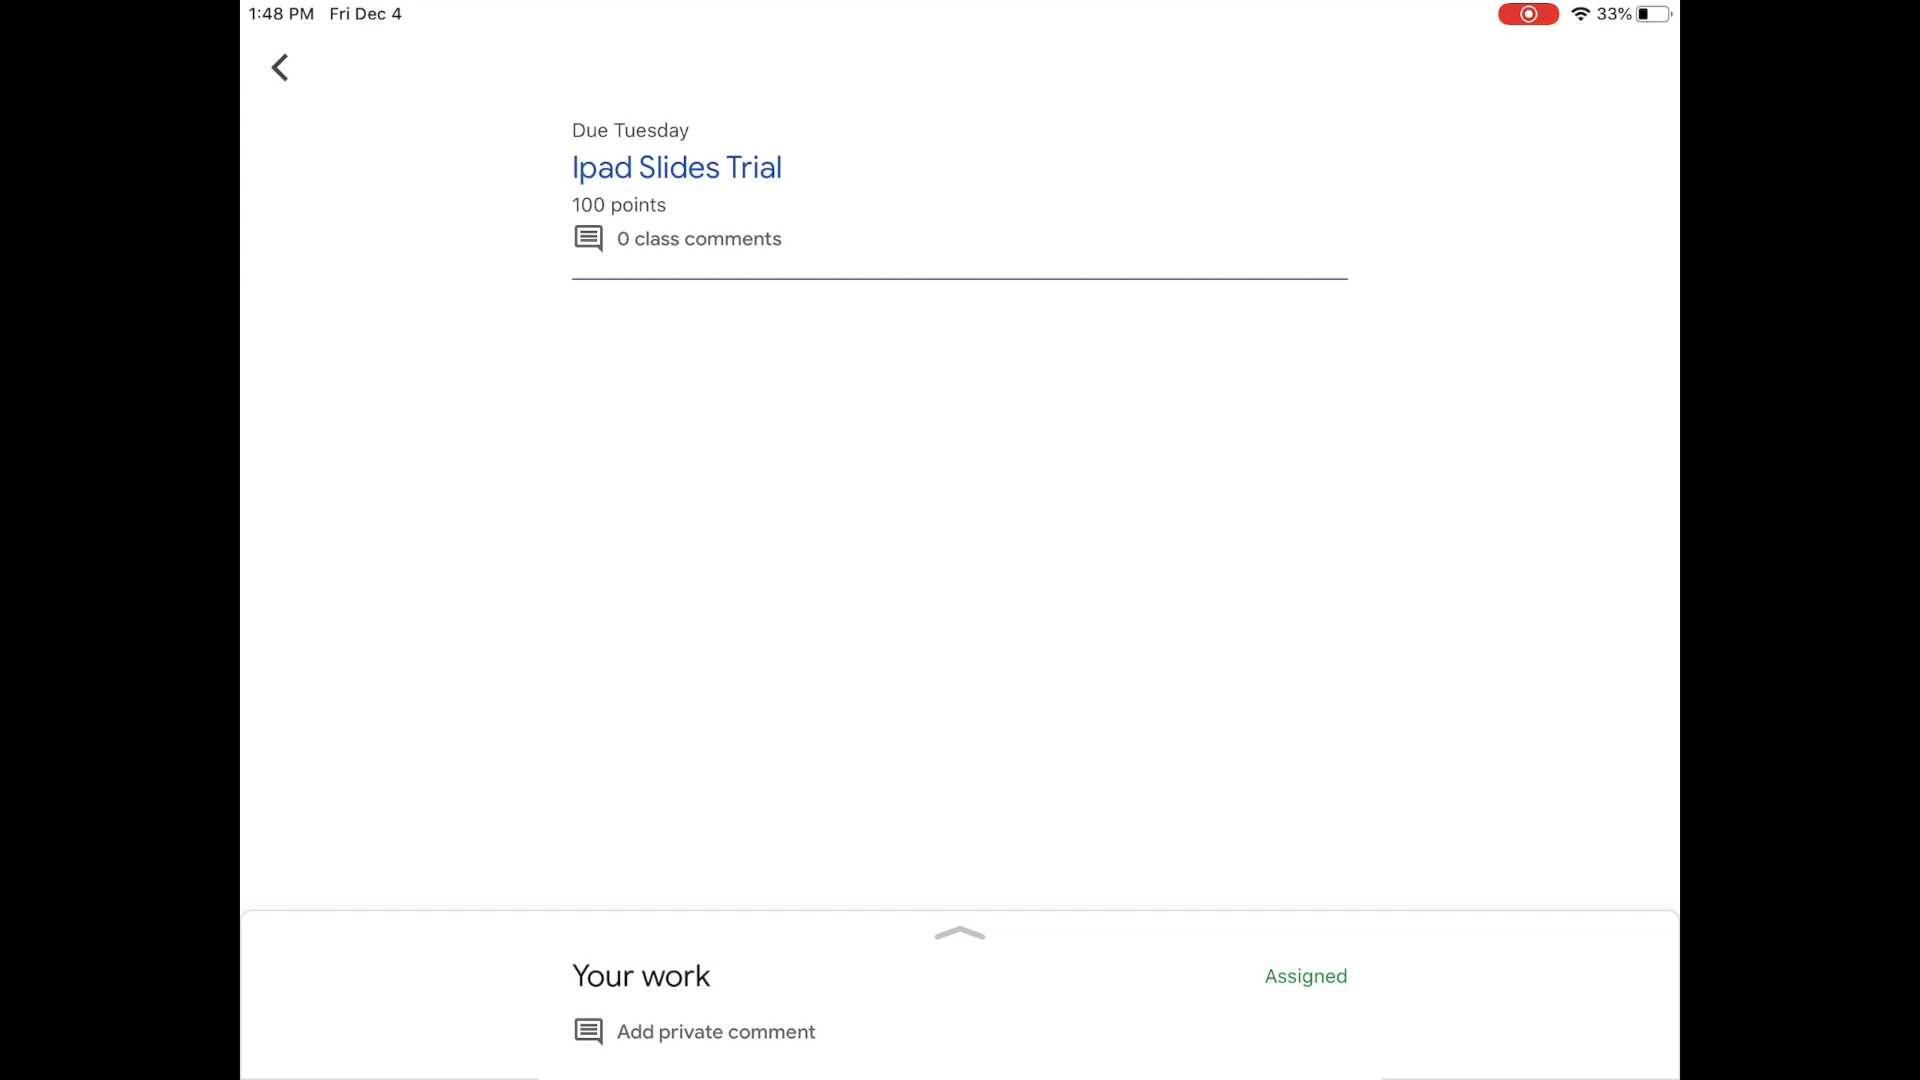 1:48 PM Fri Dec 4
33%
Due Tuesday
Ipad Slides Trial
100 points
0 class comments
Your work
Assigned
Add private comment